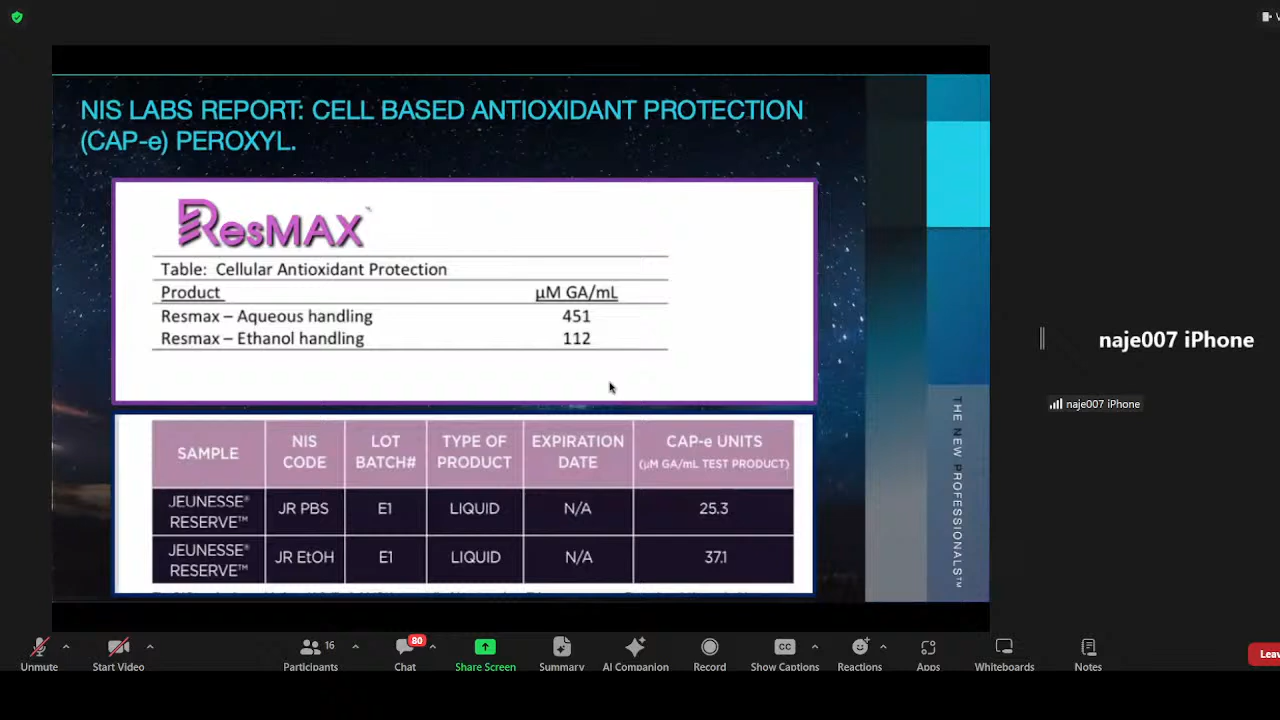 NIS LABS REPORT: CELL BASED ANTIOXIDANT PROTECTION
(CAP-e) PEROXYL.
ResMAX
Table: Cellular Antioxidant Protection
Product µM GA/mL
Resmax – Aqueous handling 451
Resmax – Ethanol handling 112
SAMPLE NIS CODE LOT BATCH# TYPE OF PRODUCT EXPIRATION DATE CAP-e UNITS (µM GA/mL TEST PRODUCT)
JEUNESSE® RESERVE™ JR PBS E1 LIQUID N/A 25.3
JEUNESSE® RESERVE™ JR EtOH E1 LIQUID N/A 37.1
THE NEW PROFESSIONALS™
naje007 iPhone
naje007 iPhone
16 80 CC
Unmute Start Video Participants Chat Share Screen Summary AI Companion Record Show Captions Reactions Apps Whiteboards Notes